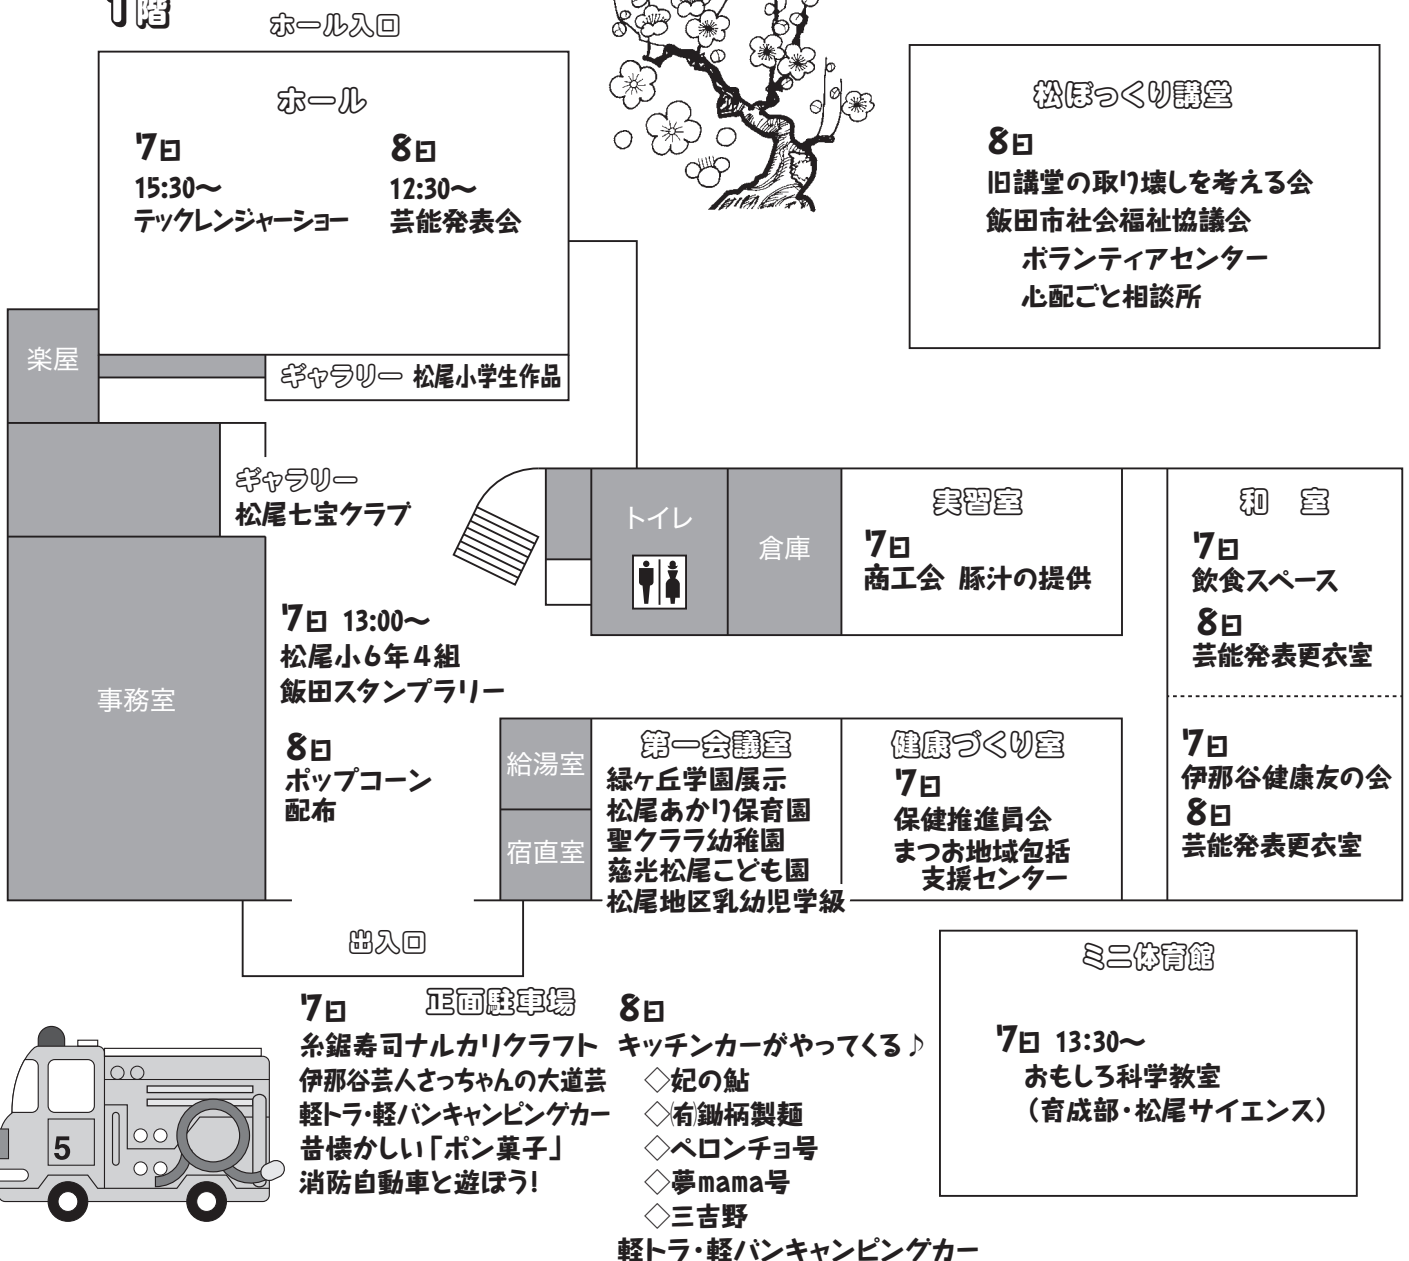 1階
ホール入口
ホール
7日
15:30〜
テックレンジャーショー
8日
12:30〜
芸能発表会
松ぼっくり講堂
8日
旧講堂の取り壊しを考える会
飯田市社会福祉協議会
ボランティアセンター
心配ごと相談所
楽屋
ギャラリー 松尾小学生作品
ギャラリー
松尾七宝クラブ
トイレ
倉庫
実習室
7日
商工会 豚汁の提供
和 室
7日
飲食スペース
8日
芸能発表更衣室
7日
伊那谷健康友の会
8日
芸能発表更衣室
事務室
7日 13:00〜
松尾小6年4組
飯田スタンプラリー
8日
ポップコーン
配布
給湯室
宿直室
第一会議室
緑ヶ丘学園展示
松尾あかり保育園
聖クララ幼稚園
慈光松尾こども園
松尾地区乳幼児学級
健康づくり室
7日
保健推進員会
まつお地域包括
支援センター
出入口
正面駐車場
7日
糸鋸寿司ナルカリクラフト
伊那谷芸人さっちゃんの大道芸
軽トラ・軽バンキャンピングカー
昔懐かしい「ポン菓子」
消防自動車と遊ぼう!
8日
キッチンカーがやってくる♪
◇妃の鮎
◇㈲鋤柄製麺
◇ペロンチョ号
◇夢mama号
◇三吉野
軽トラ・軽バンキャンピングカー
ミニ体育館
7日 13:30〜
おもしろ科学教室
（育成部・松尾サイエンス）
5